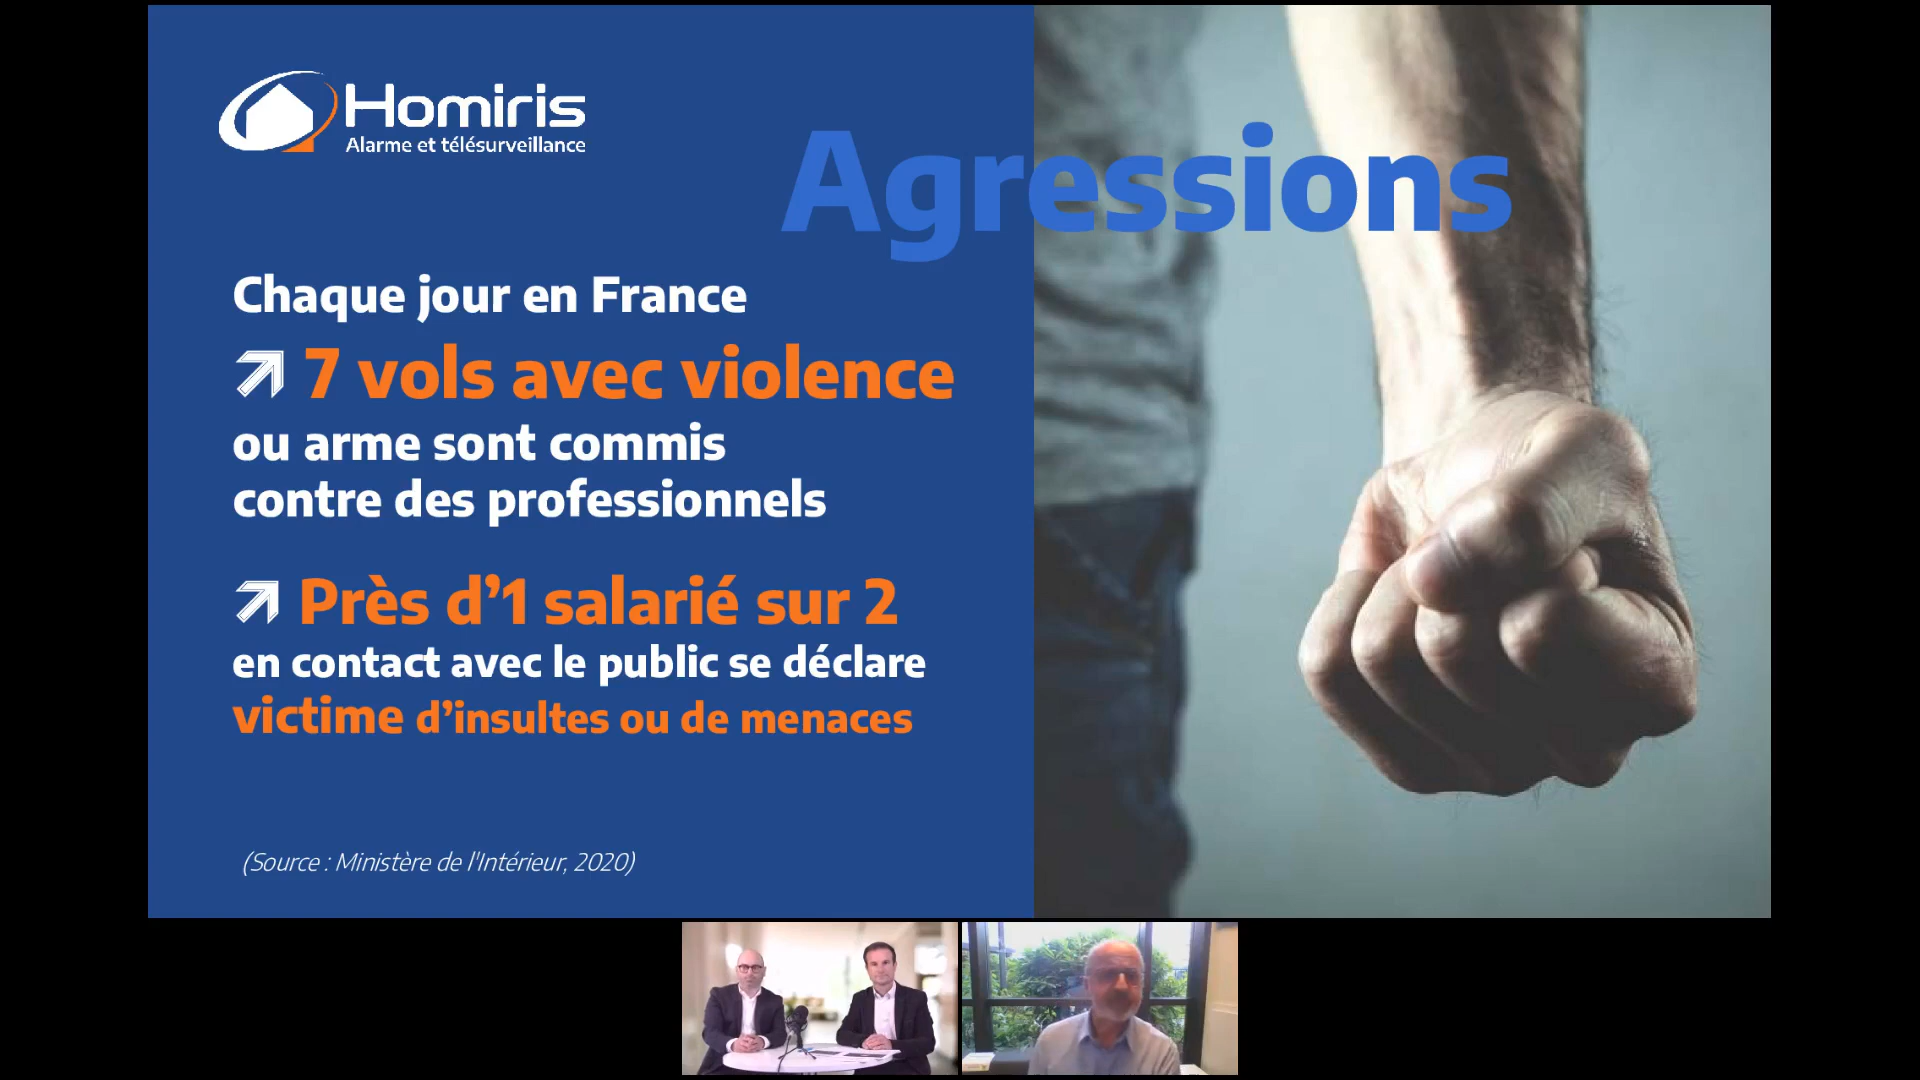 Homiris
Alarme et télésurveillance
Agressions
Chaque jour en France
7 vols avec violence
ou arme sont commis
contre des professionnels
Près d’1 salarié sur 2
en contact avec le public se déclare
victime d’insultes ou de menaces
(Source : Ministère de l'Intérieur, 2020)